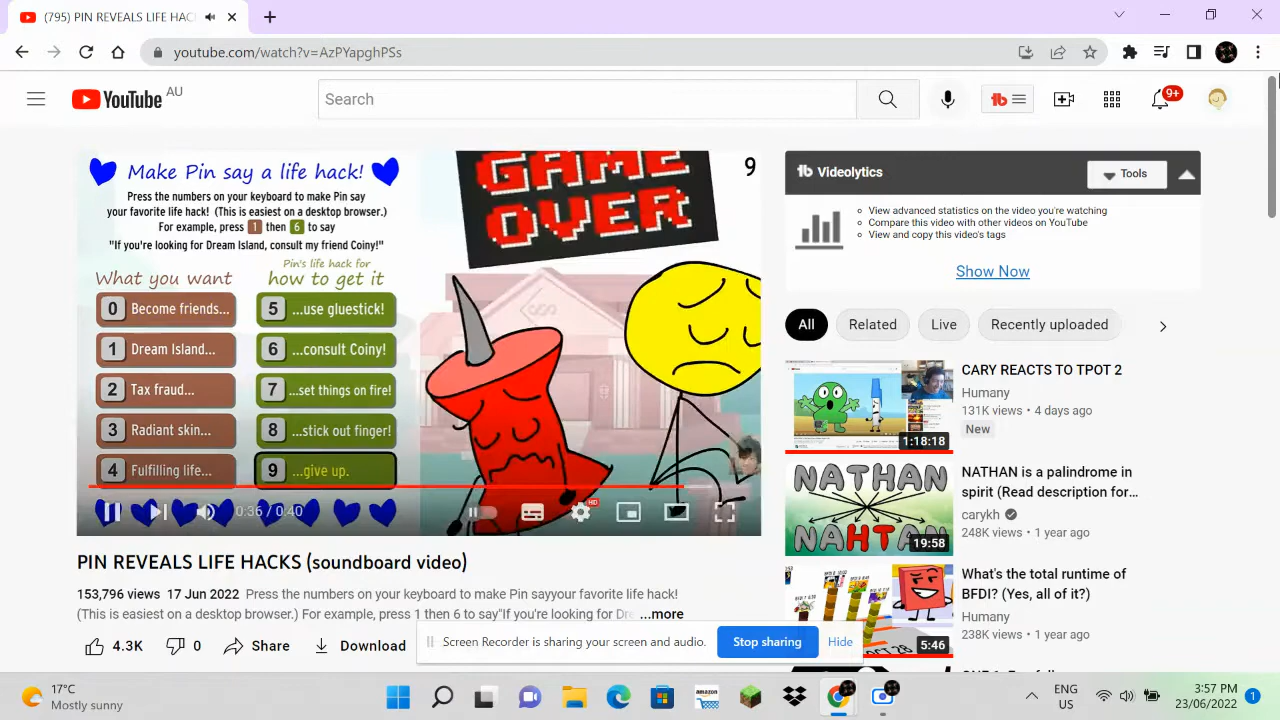 (795) PIN REVEALS LIFE HAC
youtube.com/watch?v=AzPYapghPSs
YouTube AU
Search
tb
9+
Make Pin say a life hack!
Press the numbers on your keyboard to make Pin say
your favorite life hack! (This is easiest on a desktop browser.)
For example, press 1 then 6 to say
"If you're looking for Dream Island, consult my friend Coiny!"
What you want
Pin's life hack for
how to get it
0 Become friends...
5 ...use gluestick!
1 Dream Island...
6 ...consult Coiny!
2 Tax fraud...
7 ...set things on fire!
3 Radiant skin...
8 ...stick out finger!
4 Fulfilling life...
9 ...give up.
GAME
OVER
9
0:36 / 0:40
HD
PIN REVEALS LIFE HACKS (soundboard video)
153,796 views 17 Jun 2022 Press the numbers on your keyboard to make Pin sayyour favorite life hack!
(This is easiest on a desktop browser.) For example, press 1 then 6 to say"If you're looking for Dre ...more
4.3K
0
Share
Download
tb Videolytics
Tools
View advanced statistics on the video you're watching
Compare this video with other videos on YouTube
View and copy this video's tags
Show Now
All
Related
Live
Recently uploaded
1:18:18
CARY REACTS TO TPOT 2
Humany
131K views • 4 days ago
New
NATHAN
NAHTAN
19:58
NATHAN is a palindrome in
spirit (Read description for...
carykh
248K views • 1 year ago
5:46
What's the total runtime of
BFDI? (Yes, all of it?)
Humany
238K views • 1 year ago
Screen Recorder is sharing your screen and audio.
Stop sharing
Hide
17°C
Mostly sunny
amazon
ENG
US
3:57 PM
23/06/2022
1